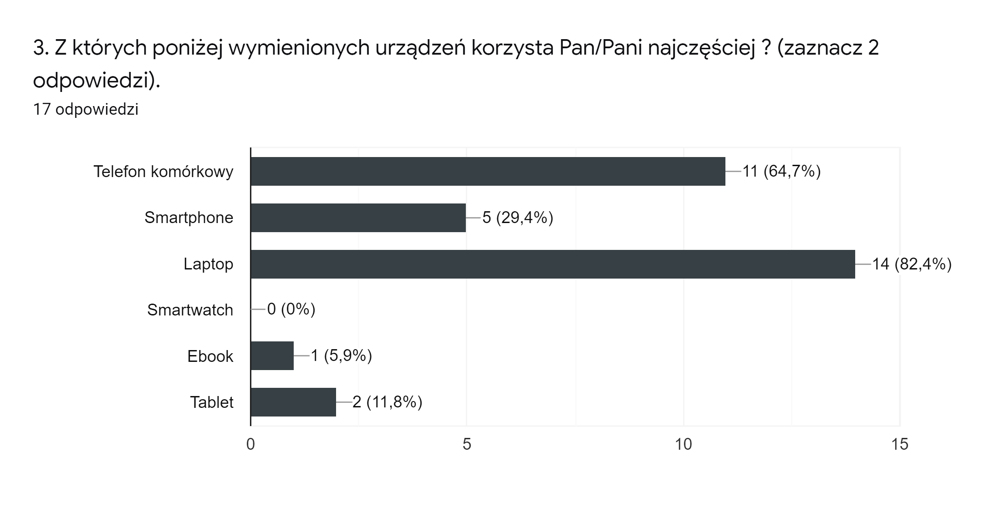 3. Z których poniżej wymienionych urządzeń korzysta Pan/Pani najczęściej ? (zaznacz 2
odpowiedzi).
17 odpowiedzi
Telefon komórkowy 11 (64,7%)
Smartphone 5 (29,4%)
Laptop 14 (82,4%)
Smartwatch 0 (0%)
Ebook 1 (5,9%)
Tablet 2 (11,8%)
0 5 10 15